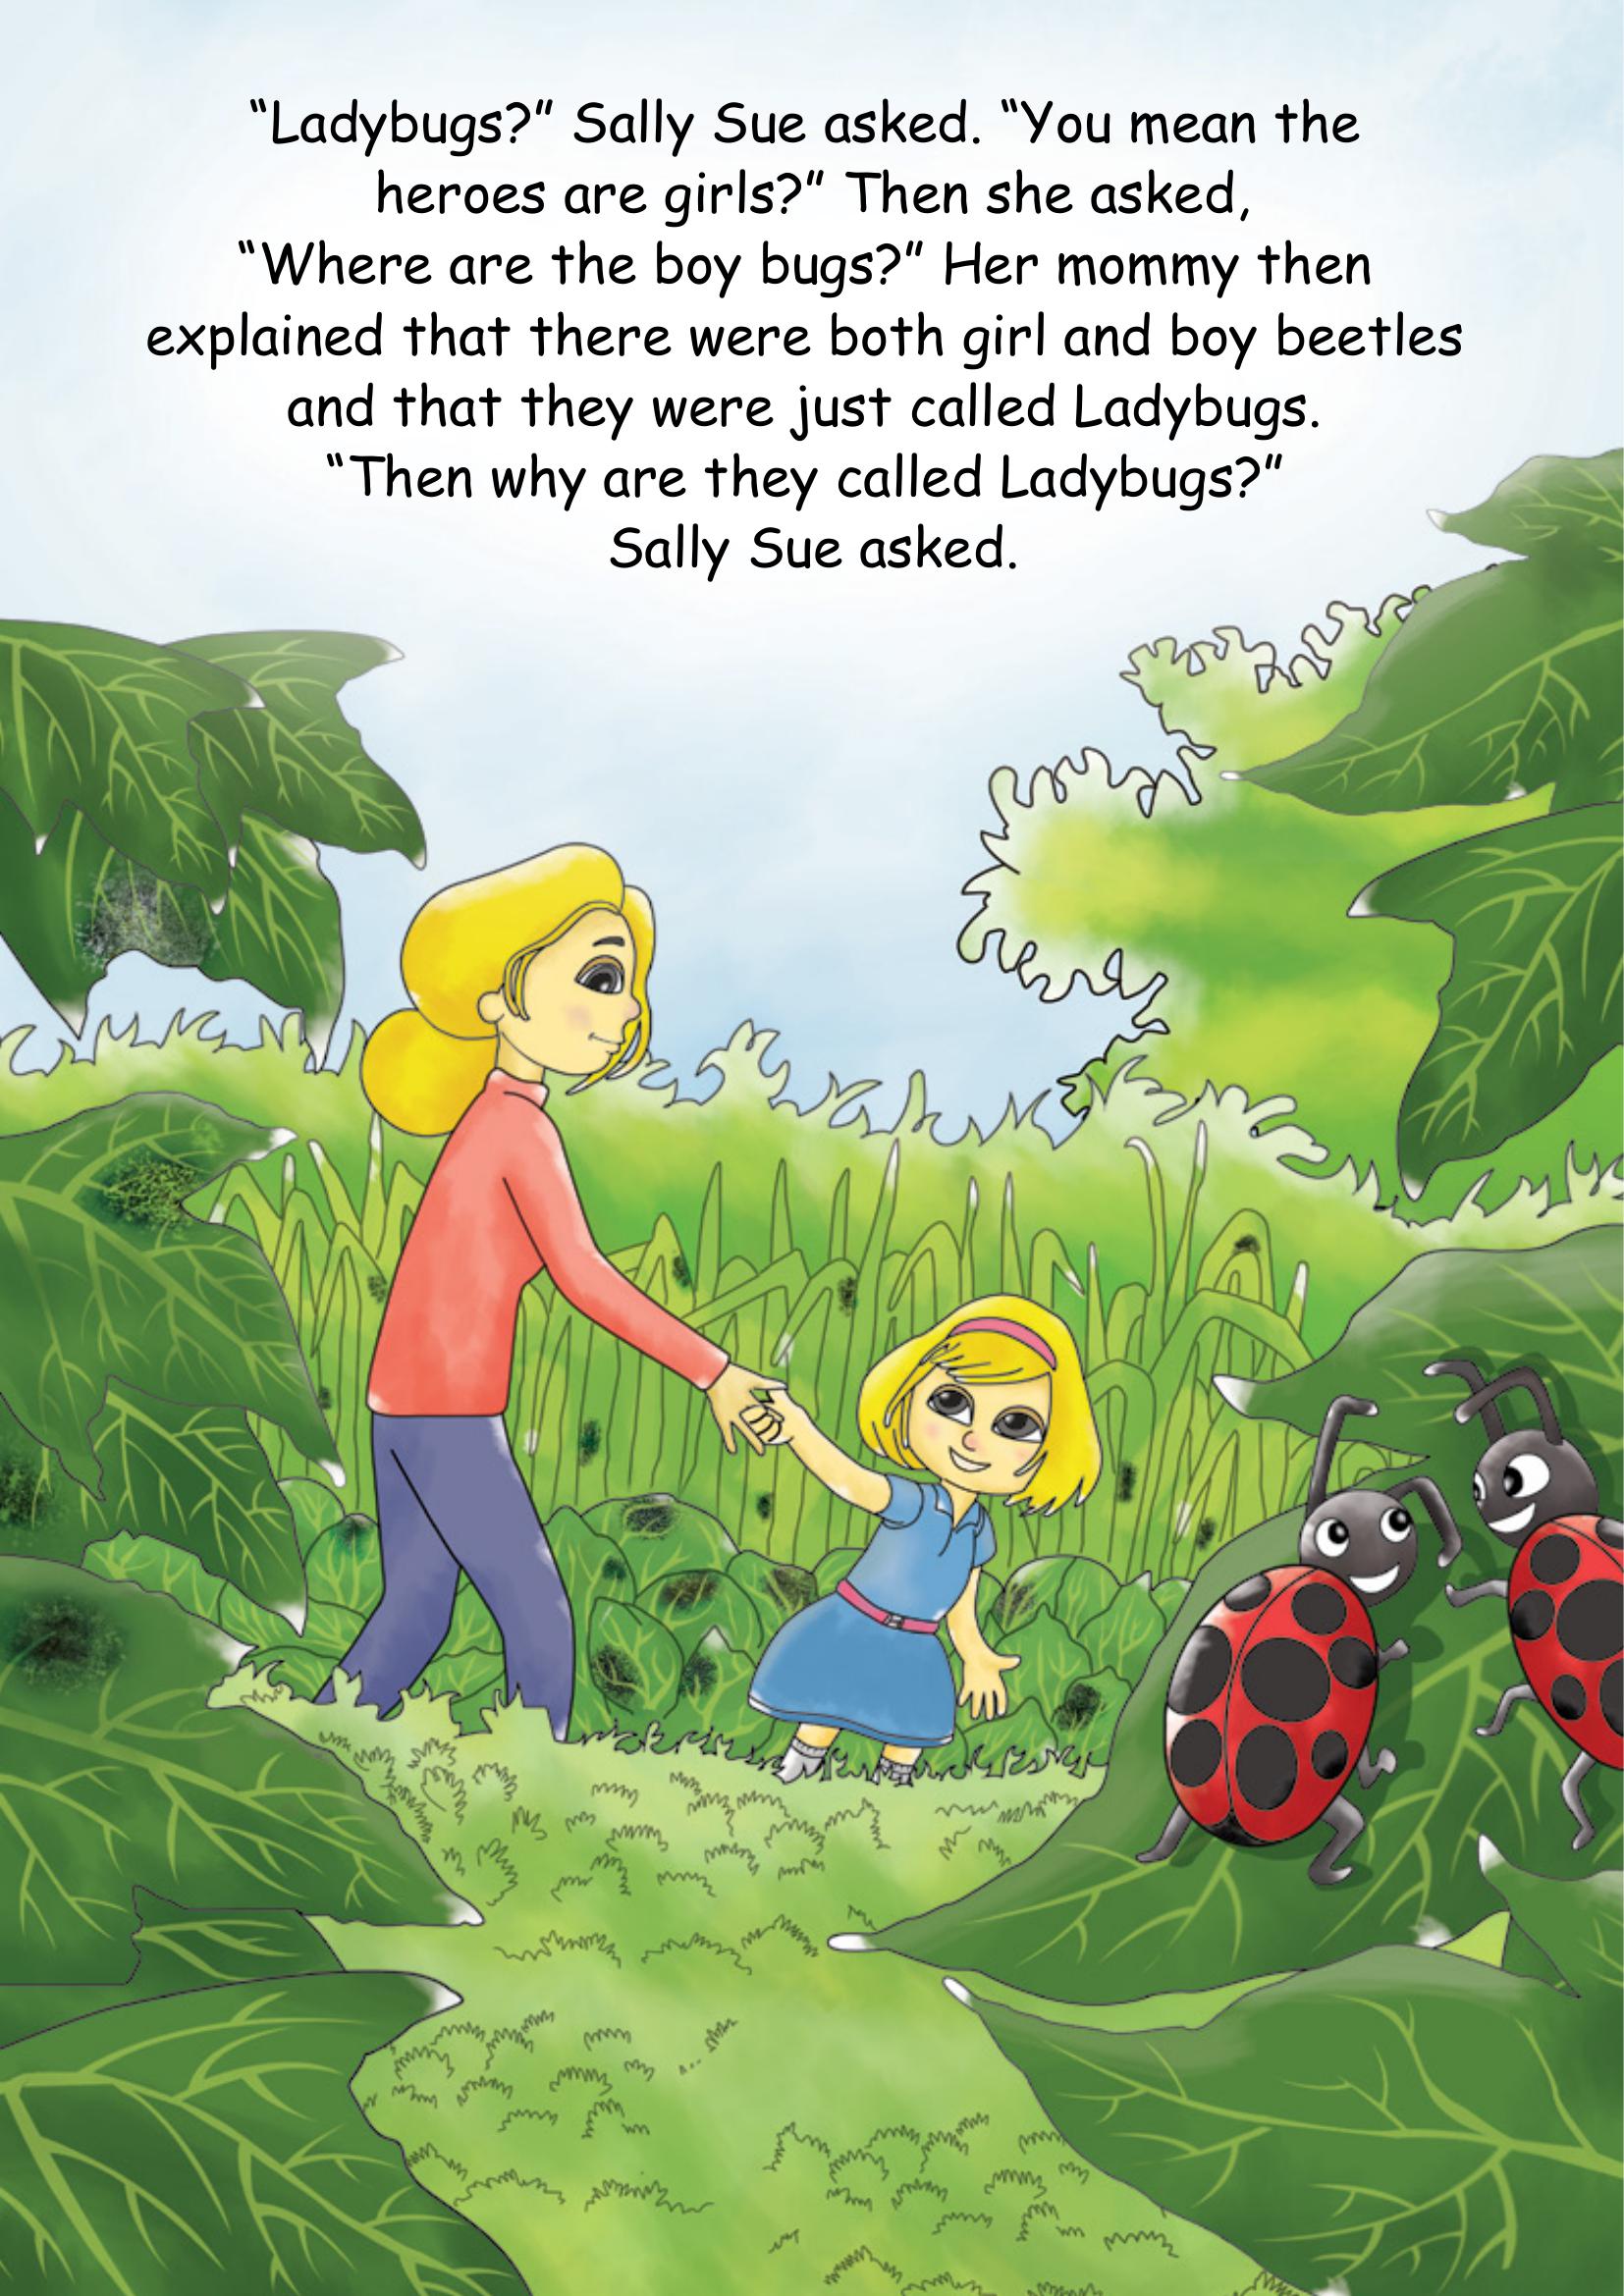 “Ladybugs?” Sally Sue asked. “You mean the
heroes are girls?” Then she asked,
“Where are the boy bugs?” Her mommy then
explained that there were both girl and boy beetles
and that they were just called Ladybugs.
“Then why are they called Ladybugs?”
Sally Sue asked.